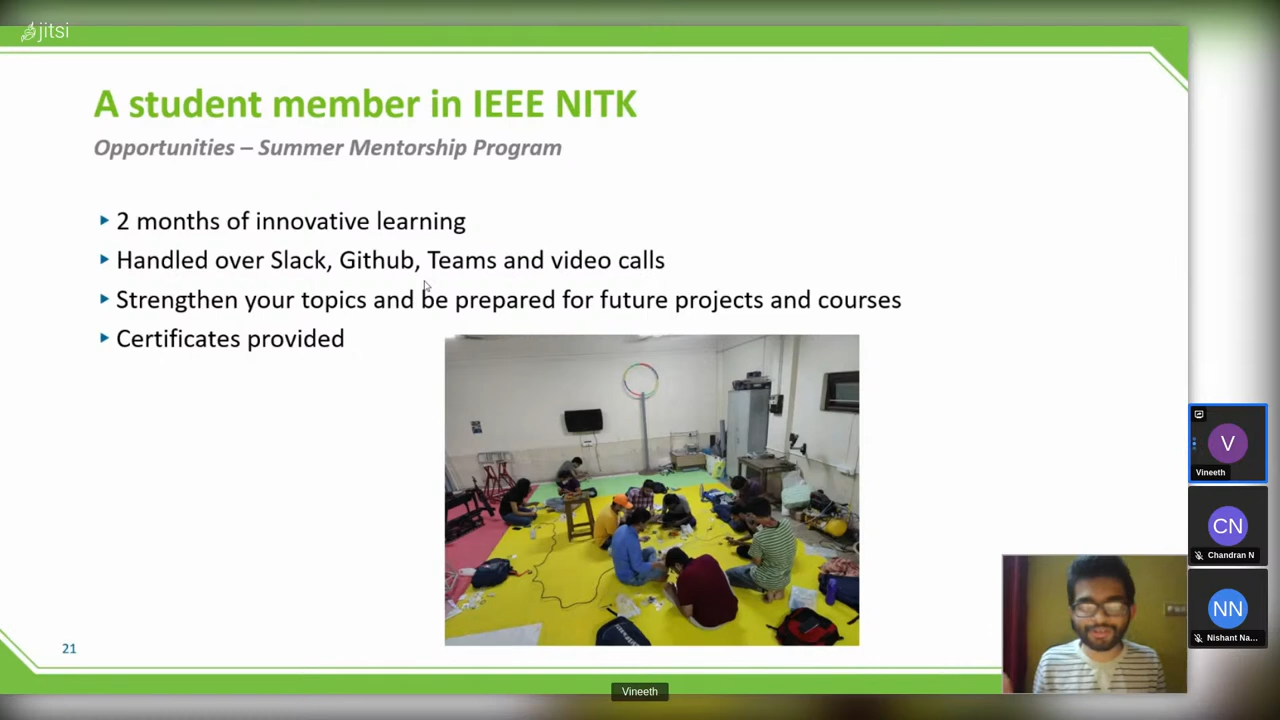 jitsi
A student member in IEEE NITK
Opportunities – Summer Mentorship Program
2 months of innovative learning
Handled over Slack, Github, Teams and video calls
Strengthen your topics and be prepared for future projects and courses
Certificates provided
21
V
Vineeth
CN
Chandran N
NN
Nishant Na...
Vineeth